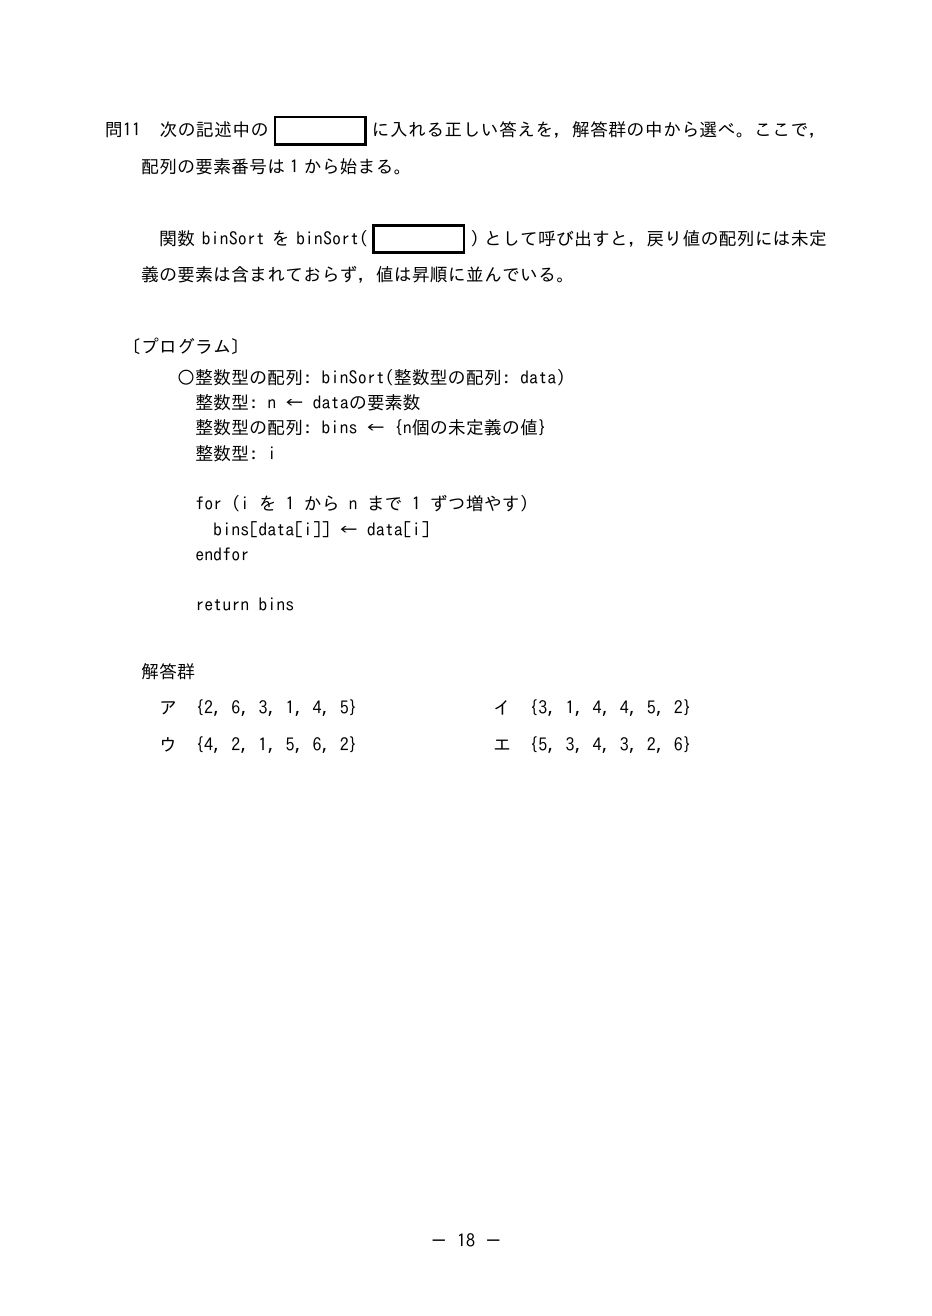 問11　次の記述中の　　　　　に入れる正しい答えを，解答群の中から選べ。ここで，
配列の要素番号は1から始まる。
関数 binSort を binSort(　　　　　) として呼び出すと，戻り値の配列には未定
義の要素は含まれておらず，値は昇順に並んでいる。
〔プログラム〕
○整数型の配列: binSort(整数型の配列: data)
整数型: n ← dataの要素数
整数型の配列: bins ← {n個の未定義の値}
整数型: i
for (i を 1 から n まで 1 ずつ増やす)
bins[data[i]] ← data[i]
endfor
return bins
解答群
ア　{2, 6, 3, 1, 4, 5}　　イ　{3, 1, 4, 4, 5, 2}
ウ　{4, 2, 1, 5, 6, 2}　　エ　{5, 3, 4, 3, 2, 6}
－ 18 －